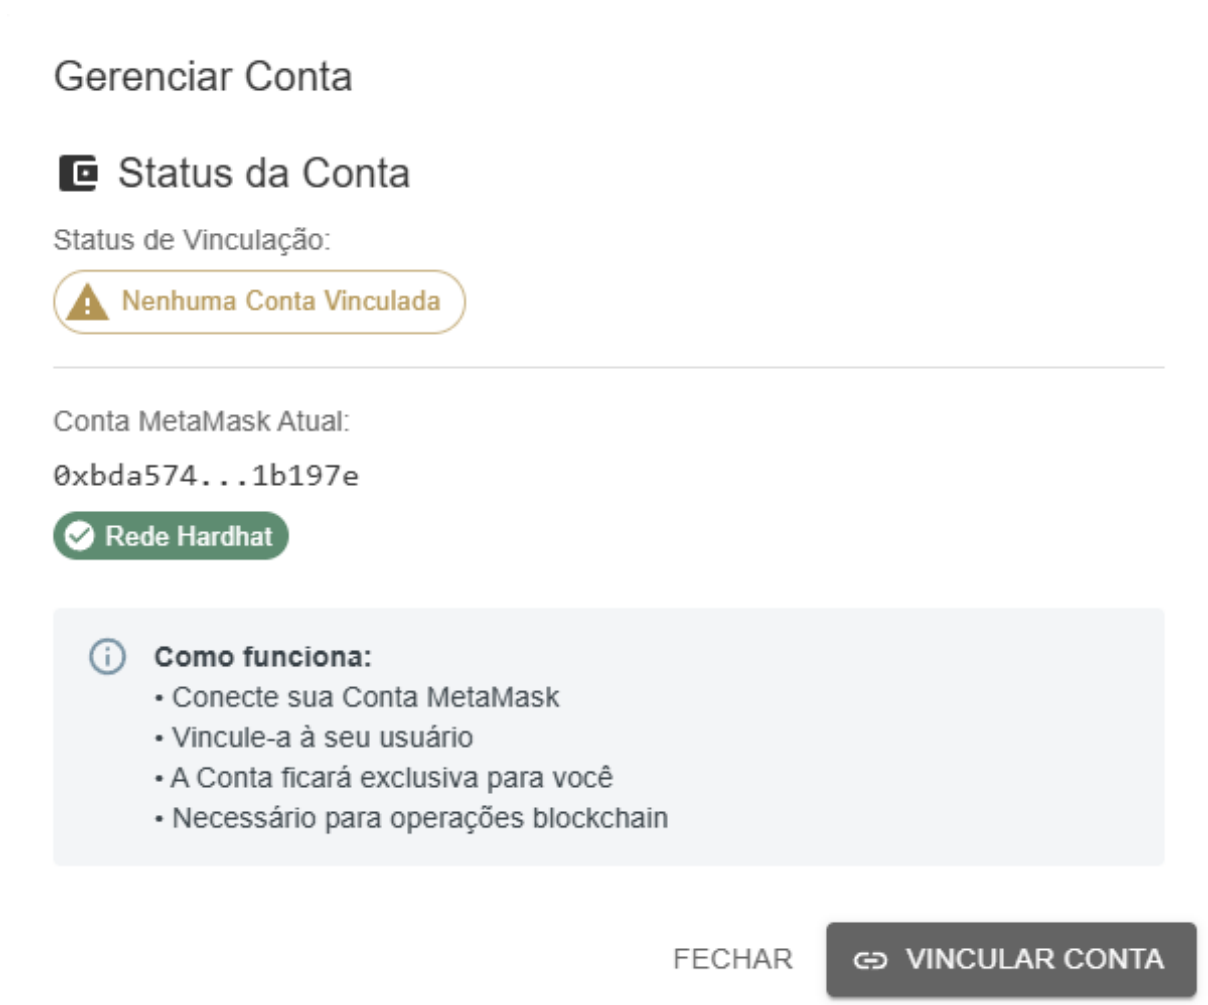 Gerenciar Conta
Status da Conta
Status de Vinculação:
Nenhuma Conta Vinculada
Conta MetaMask Atual:
0xbda574...1b197e
Rede Hardhat
Como funciona:
• Conecte sua Conta MetaMask
• Vincule-a à seu usuário
• A Conta ficará exclusiva para você
• Necessário para operações blockchain
FECHAR
VINCULAR CONTA